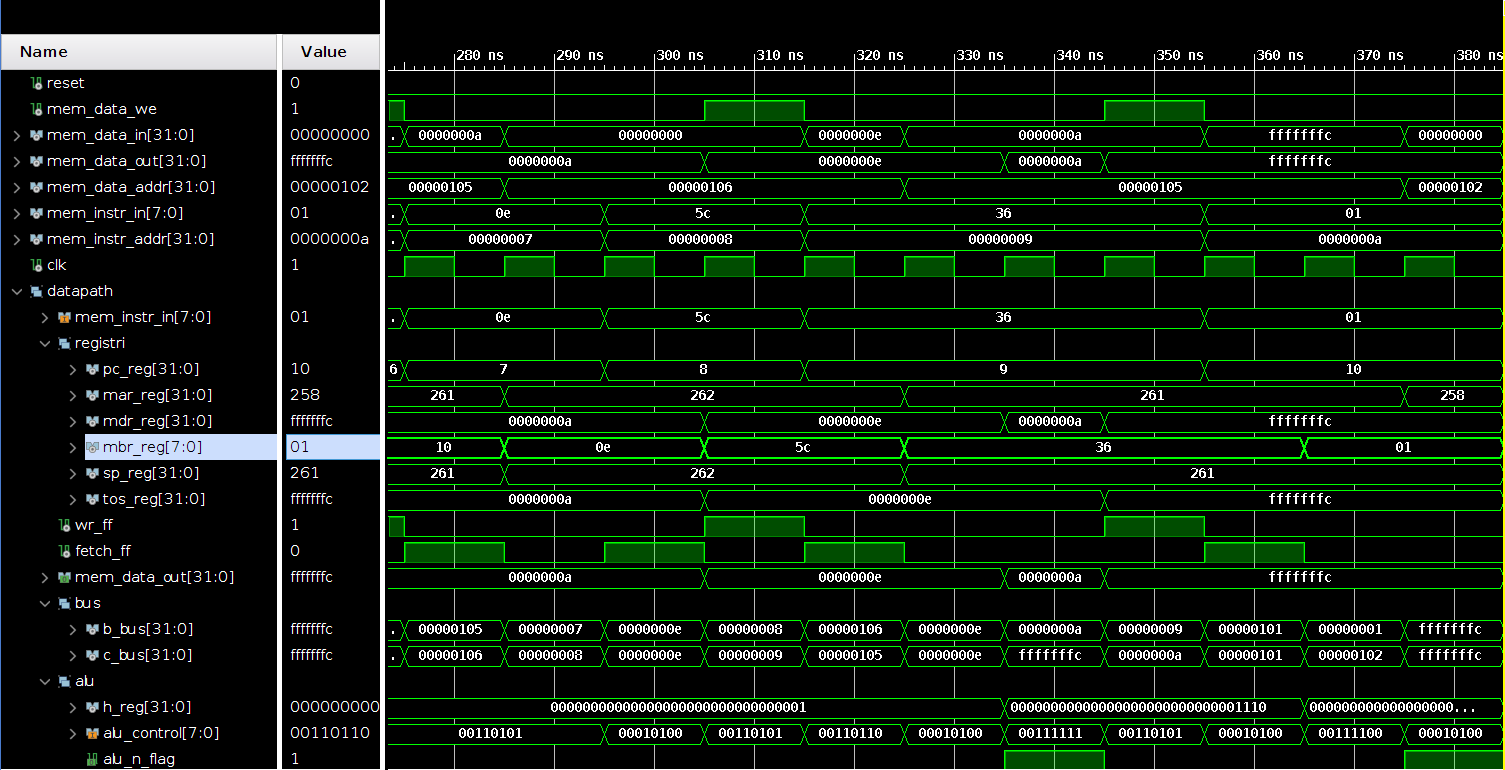 280 ns 290 ns 300 ns 310 ns 320 ns 330 ns 340 ns 350 ns 360 ns 370 ns 380 ns
Name Value
reset 0
mem_data_we 1
mem_data_in[31:0] 00000000 . 0000000a 00000000 0000000e 0000000a fffffffc 00000000
mem_data_out[31:0] fffffffc 0000000a 0000000e 0000000a fffffffc
mem_data_addr[31:0] 00000102 00000105 00000106 00000105 00000102
mem_instr_in[7:0] 01 . 0e 5c 36 01
mem_instr_addr[31:0] 0000000a . 00000007 00000008 00000009 0000000a
clk 1
datapath
mem_instr_in[7:0] 01 . 0e 5c 36 01
registri
pc_reg[31:0] 10 6 7 8 9 10
mar_reg[31:0] 258 261 262 261 258
mdr_reg[31:0] fffffffc 0000000a 0000000e 0000000a fffffffc
mbr_reg[7:0] 01 10 0e 5c 36 01
sp_reg[31:0] 261 261 262 261
tos_reg[31:0] fffffffc 0000000a 0000000e fffffffc
wr_ff 1
fetch_ff 0
mem_data_out[31:0] fffffffc 0000000a 0000000e 0000000a fffffffc
bus
b_bus[31:0] fffffffc . 00000105 00000007 0000000e 00000008 00000106 0000000e 0000000a 00000009 00000101 00000001 fffffffc
c_bus[31:0] fffffffc . 00000106 00000008 0000000e 00000009 00000105 0000000e fffffffc 0000000a 00000101 00000102 fffffffc
alu
h_reg[31:0] 000000000 00000000000000000000000000000001 00000000000000000000000000001110 000000000000000000...
alu_control[7:0] 00110110 00110101 00010100 00110101 00110110 00010100 00111111 00110101 00010100 00111100 00010100
alu_n_flag 1